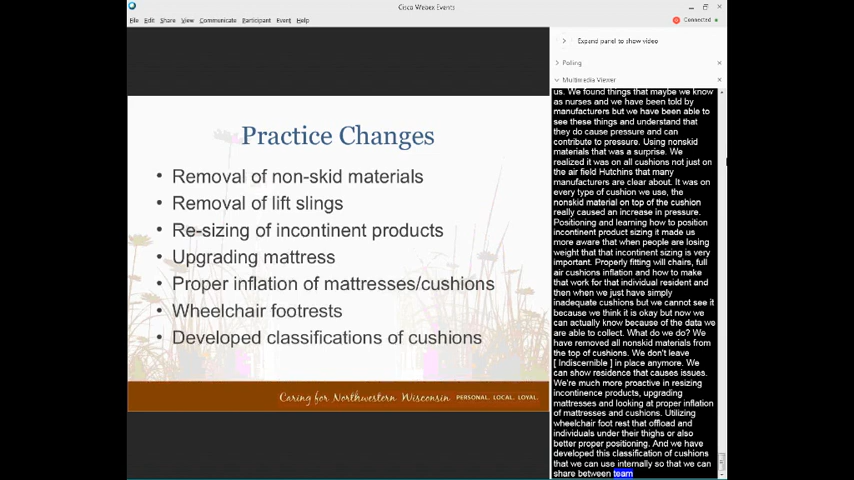 Cisco Webex Events
File Edit Share View Communicate Participant Event Help
Connected
Expand panel to show video
Polling
Multimedia Viewer
Practice Changes
• Removal of non-skid materials
• Removal of lift slings
• Re-sizing of incontinent products
• Upgrading mattress
• Proper inflation of mattresses/cushions
• Wheelchair footrests
• Developed classifications of cushions
Caring for Northwestern Wisconsin PERSONAL. LOCAL. LOYAL.
us. We found things that maybe we know
as nurses and we have been told by
manufacturers but we have been able to
see these things and understand that
they do cause pressure and can
contribute to pressure. Using nonskid
materials that was a surprise. We
realized it was on all cushions not just on
the air field Hutchins that many
manufacturers are clear about. It was on
every type of cushion we use, the
nonskid material on top of the cushion
really caused an increase in pressure.
Positioning and learning how to position
incontinent product sizing it made us
more aware that when people are losing
weight that that incontinent sizing is very
important. Properly fitting will chairs, full
air cushions inflation and how to make
that work for that individual resident and
then when we just have simply
inadequate cushions but we cannot see it
because we think it is okay but now we
can actually know because of the data we
are able to collect. What do we do? We
have removed all nonskid materials from
the top of cushions. We don't leave
[ Indiscernible ] in place anymore. We
can show residence that causes issues.
We're much more proactive in resizing
incontinence products, upgrading
mattresses and looking at proper inflation
of mattresses and cushions. Utilizing
wheelchair foot rest that offload and
individuals under their thighs or also
better proper positioning. And we have
developed this classification of cushions
that we can use internally so that we can
share between team